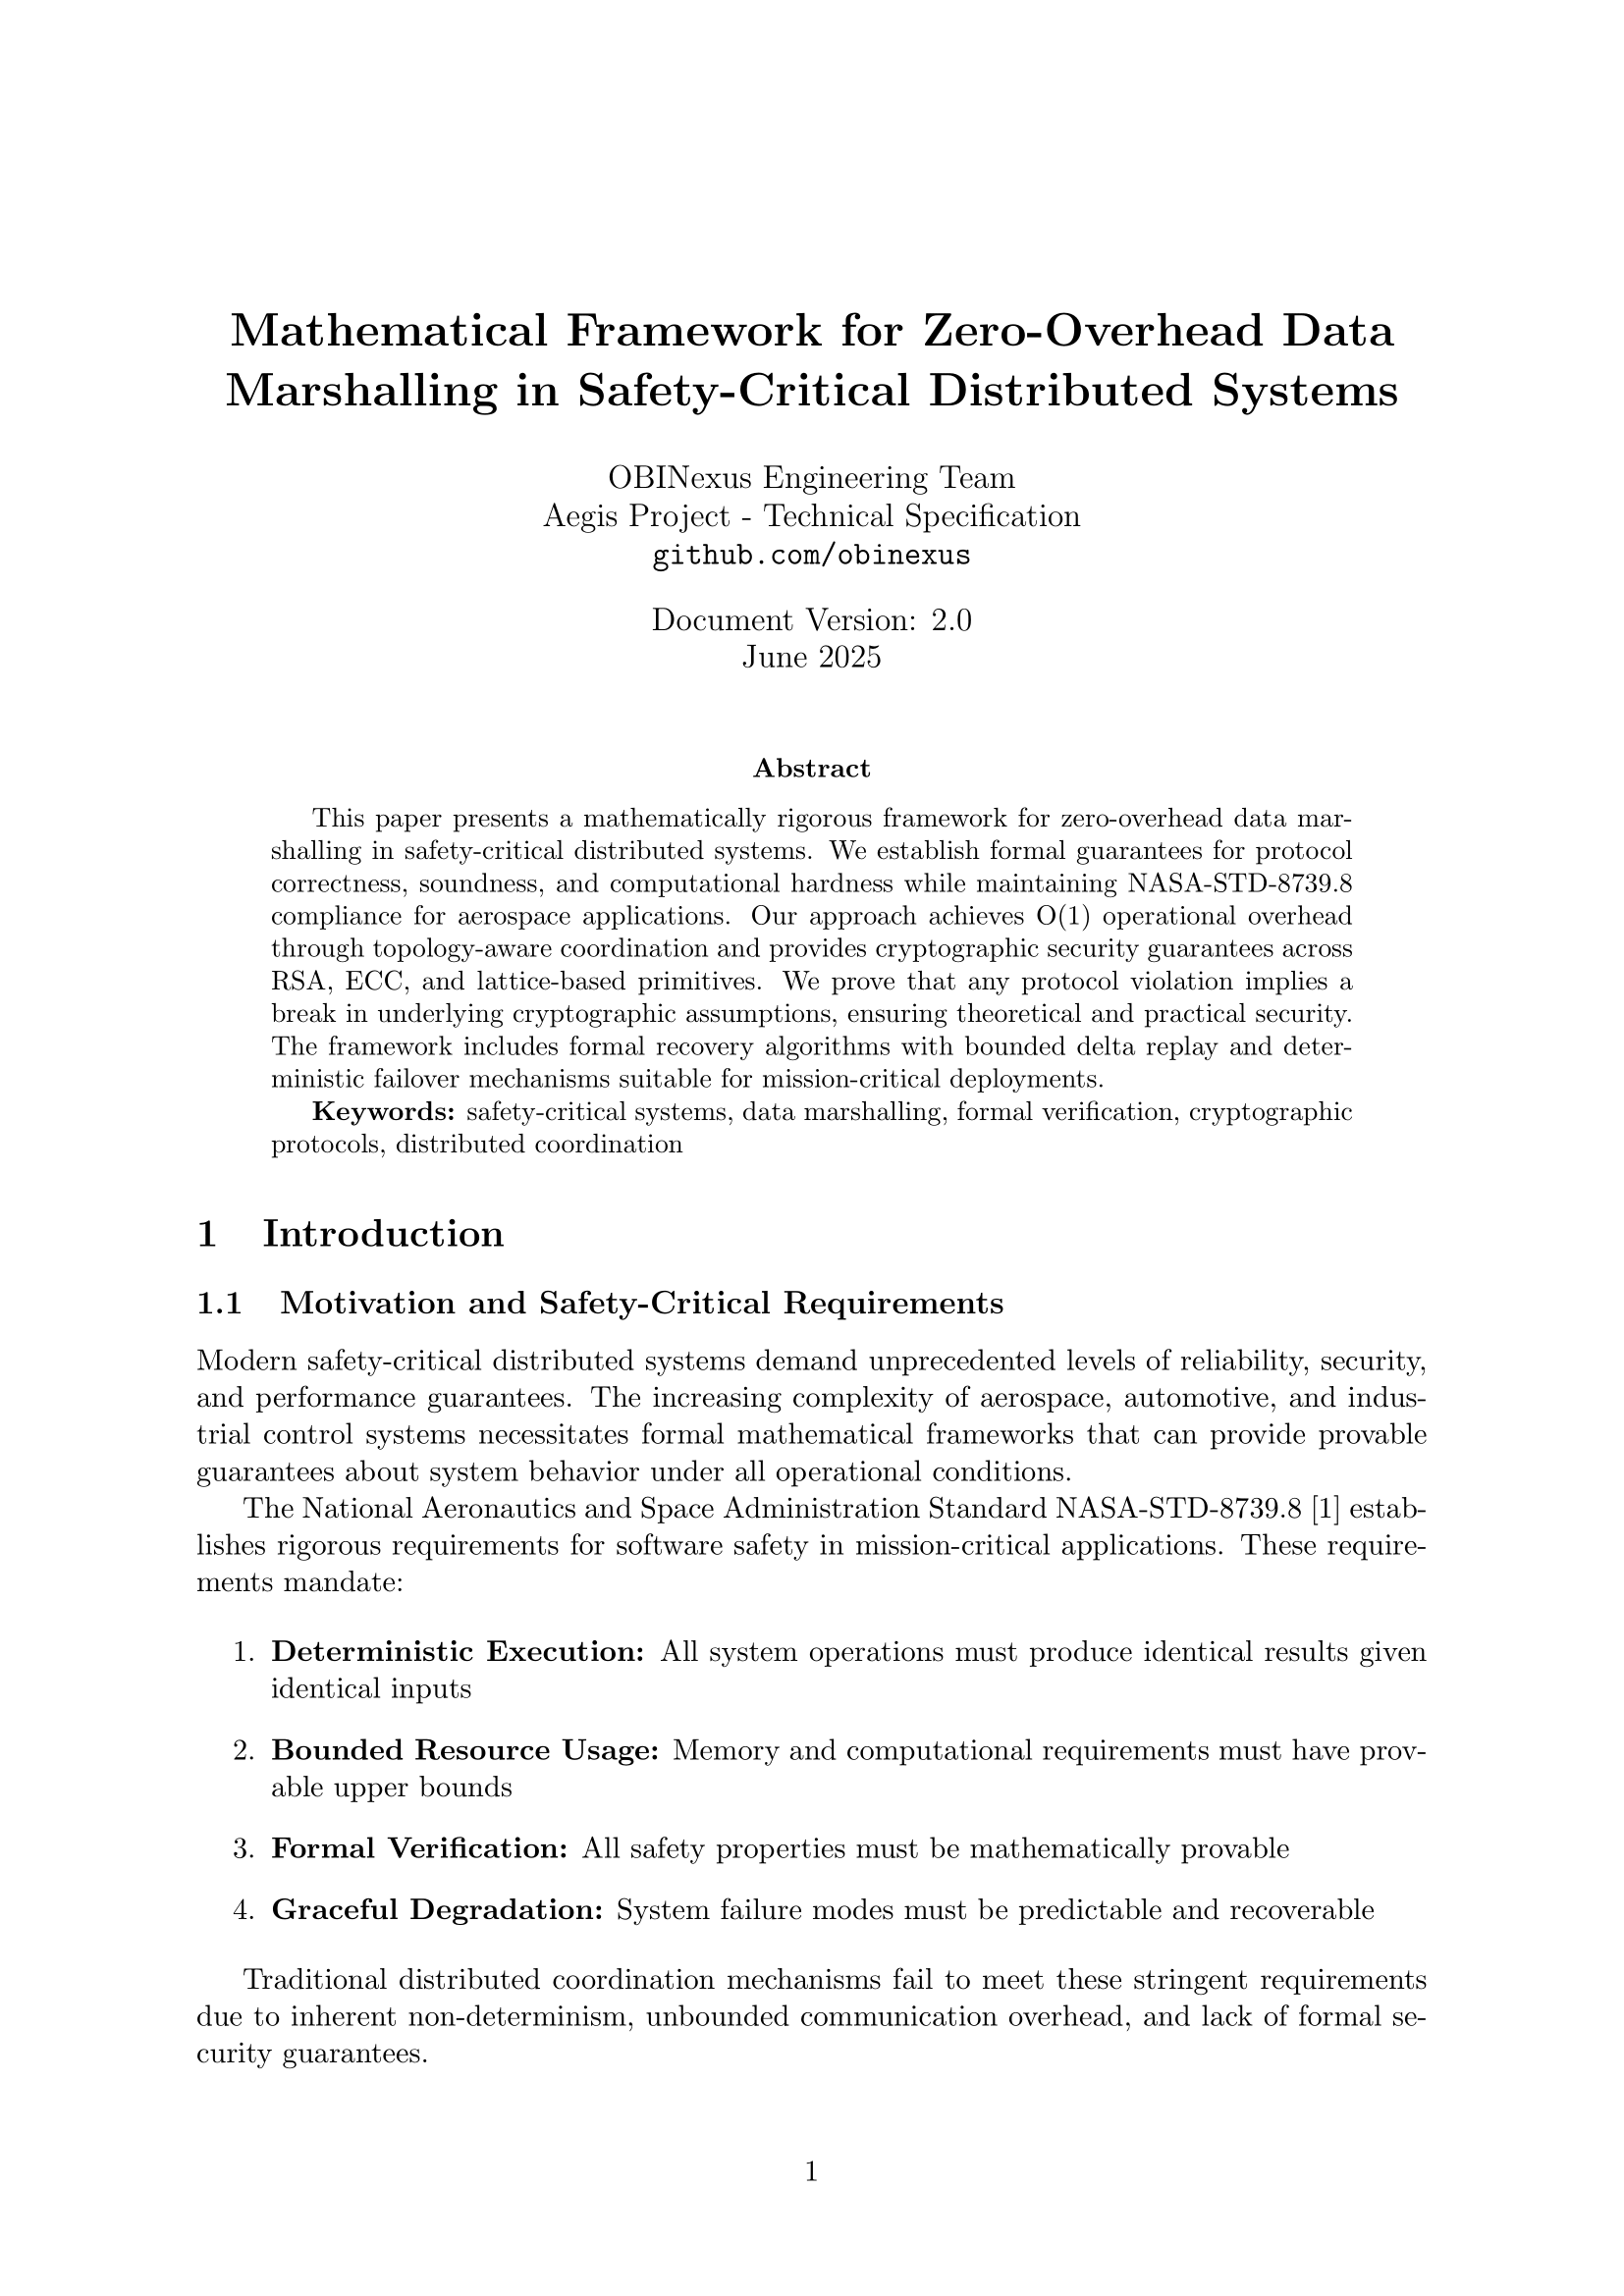 Mathematical Framework for Zero-Overhead Data
Marshalling in Safety-Critical Distributed Systems
OBINexus Engineering Team
Aegis Project - Technical Specification
github.com/obinexus
Document Version: 2.0
June 2025
Abstract
This paper presents a mathematically rigorous framework for zero-overhead data mar-
shalling in safety-critical distributed systems. We establish formal guarantees for protocol
correctness, soundness, and computational hardness while maintaining NASA-STD-8739.8
compliance for aerospace applications. Our approach achieves O(1) operational overhead
through topology-aware coordination and provides cryptographic security guarantees across
RSA, ECC, and lattice-based primitives. We prove that any protocol violation implies a
break in underlying cryptographic assumptions, ensuring theoretical and practical security.
The framework includes formal recovery algorithms with bounded delta replay and deter-
ministic failover mechanisms suitable for mission-critical deployments.
Keywords: safety-critical systems, data marshalling, formal verification, cryptographic
protocols, distributed coordination
1 Introduction
1.1 Motivation and Safety-Critical Requirements
Modern safety-critical distributed systems demand unprecedented levels of reliability, security,
and performance guarantees. The increasing complexity of aerospace, automotive, and indus-
trial control systems necessitates formal mathematical frameworks that can provide provable
guarantees about system behavior under all operational conditions.
The National Aeronautics and Space Administration Standard NASA-STD-8739.8 [1] estab-
lishes rigorous requirements for software safety in mission-critical applications. These require-
ments mandate:
1. Deterministic Execution: All system operations must produce identical results given
identical inputs
2. Bounded Resource Usage: Memory and computational requirements must have prov-
able upper bounds
3. Formal Verification: All safety properties must be mathematically provable
4. Graceful Degradation: System failure modes must be predictable and recoverable
Traditional distributed coordination mechanisms fail to meet these stringent requirements
due to inherent non-determinism, unbounded communication overhead, and lack of formal se-
curity guarantees.
1